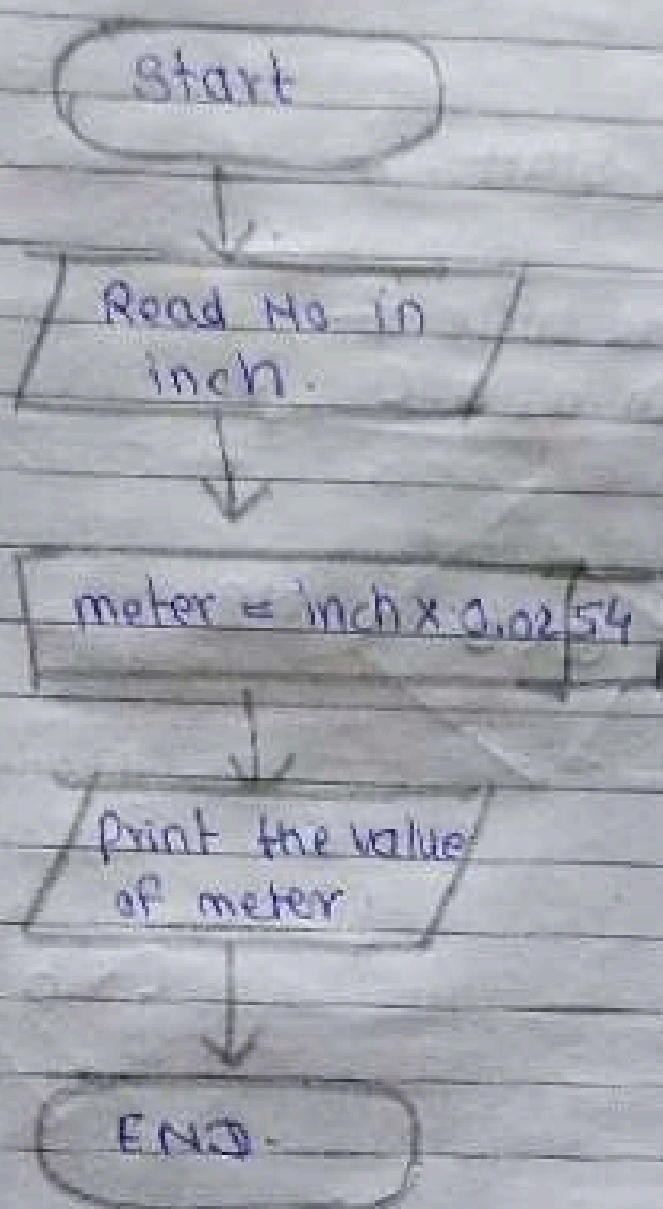 Start
Read No. in
inch.
meter = inch x 0.0254
Print the value
of meter
END.